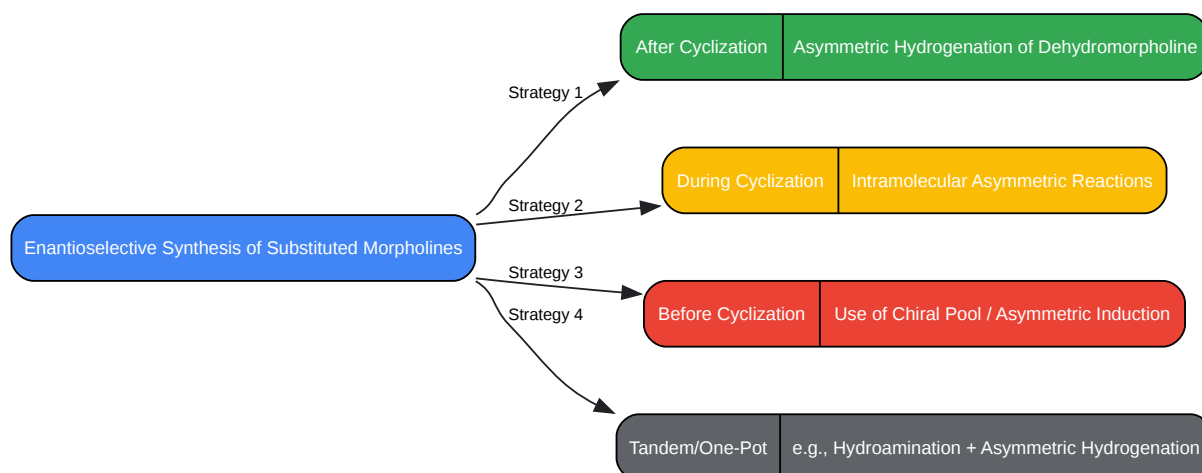 Enantioselective Synthesis of Substituted Morpholines
Strategy 1
After Cyclization
Asymmetric Hydrogenation of Dehydromorpholine
Strategy 2
During Cyclization
Intramolecular Asymmetric Reactions
Strategy 3
Before Cyclization
Use of Chiral Pool / Asymmetric Induction
Strategy 4
Tandem/One-Pot
e.g., Hydroamination + Asymmetric Hydrogenation